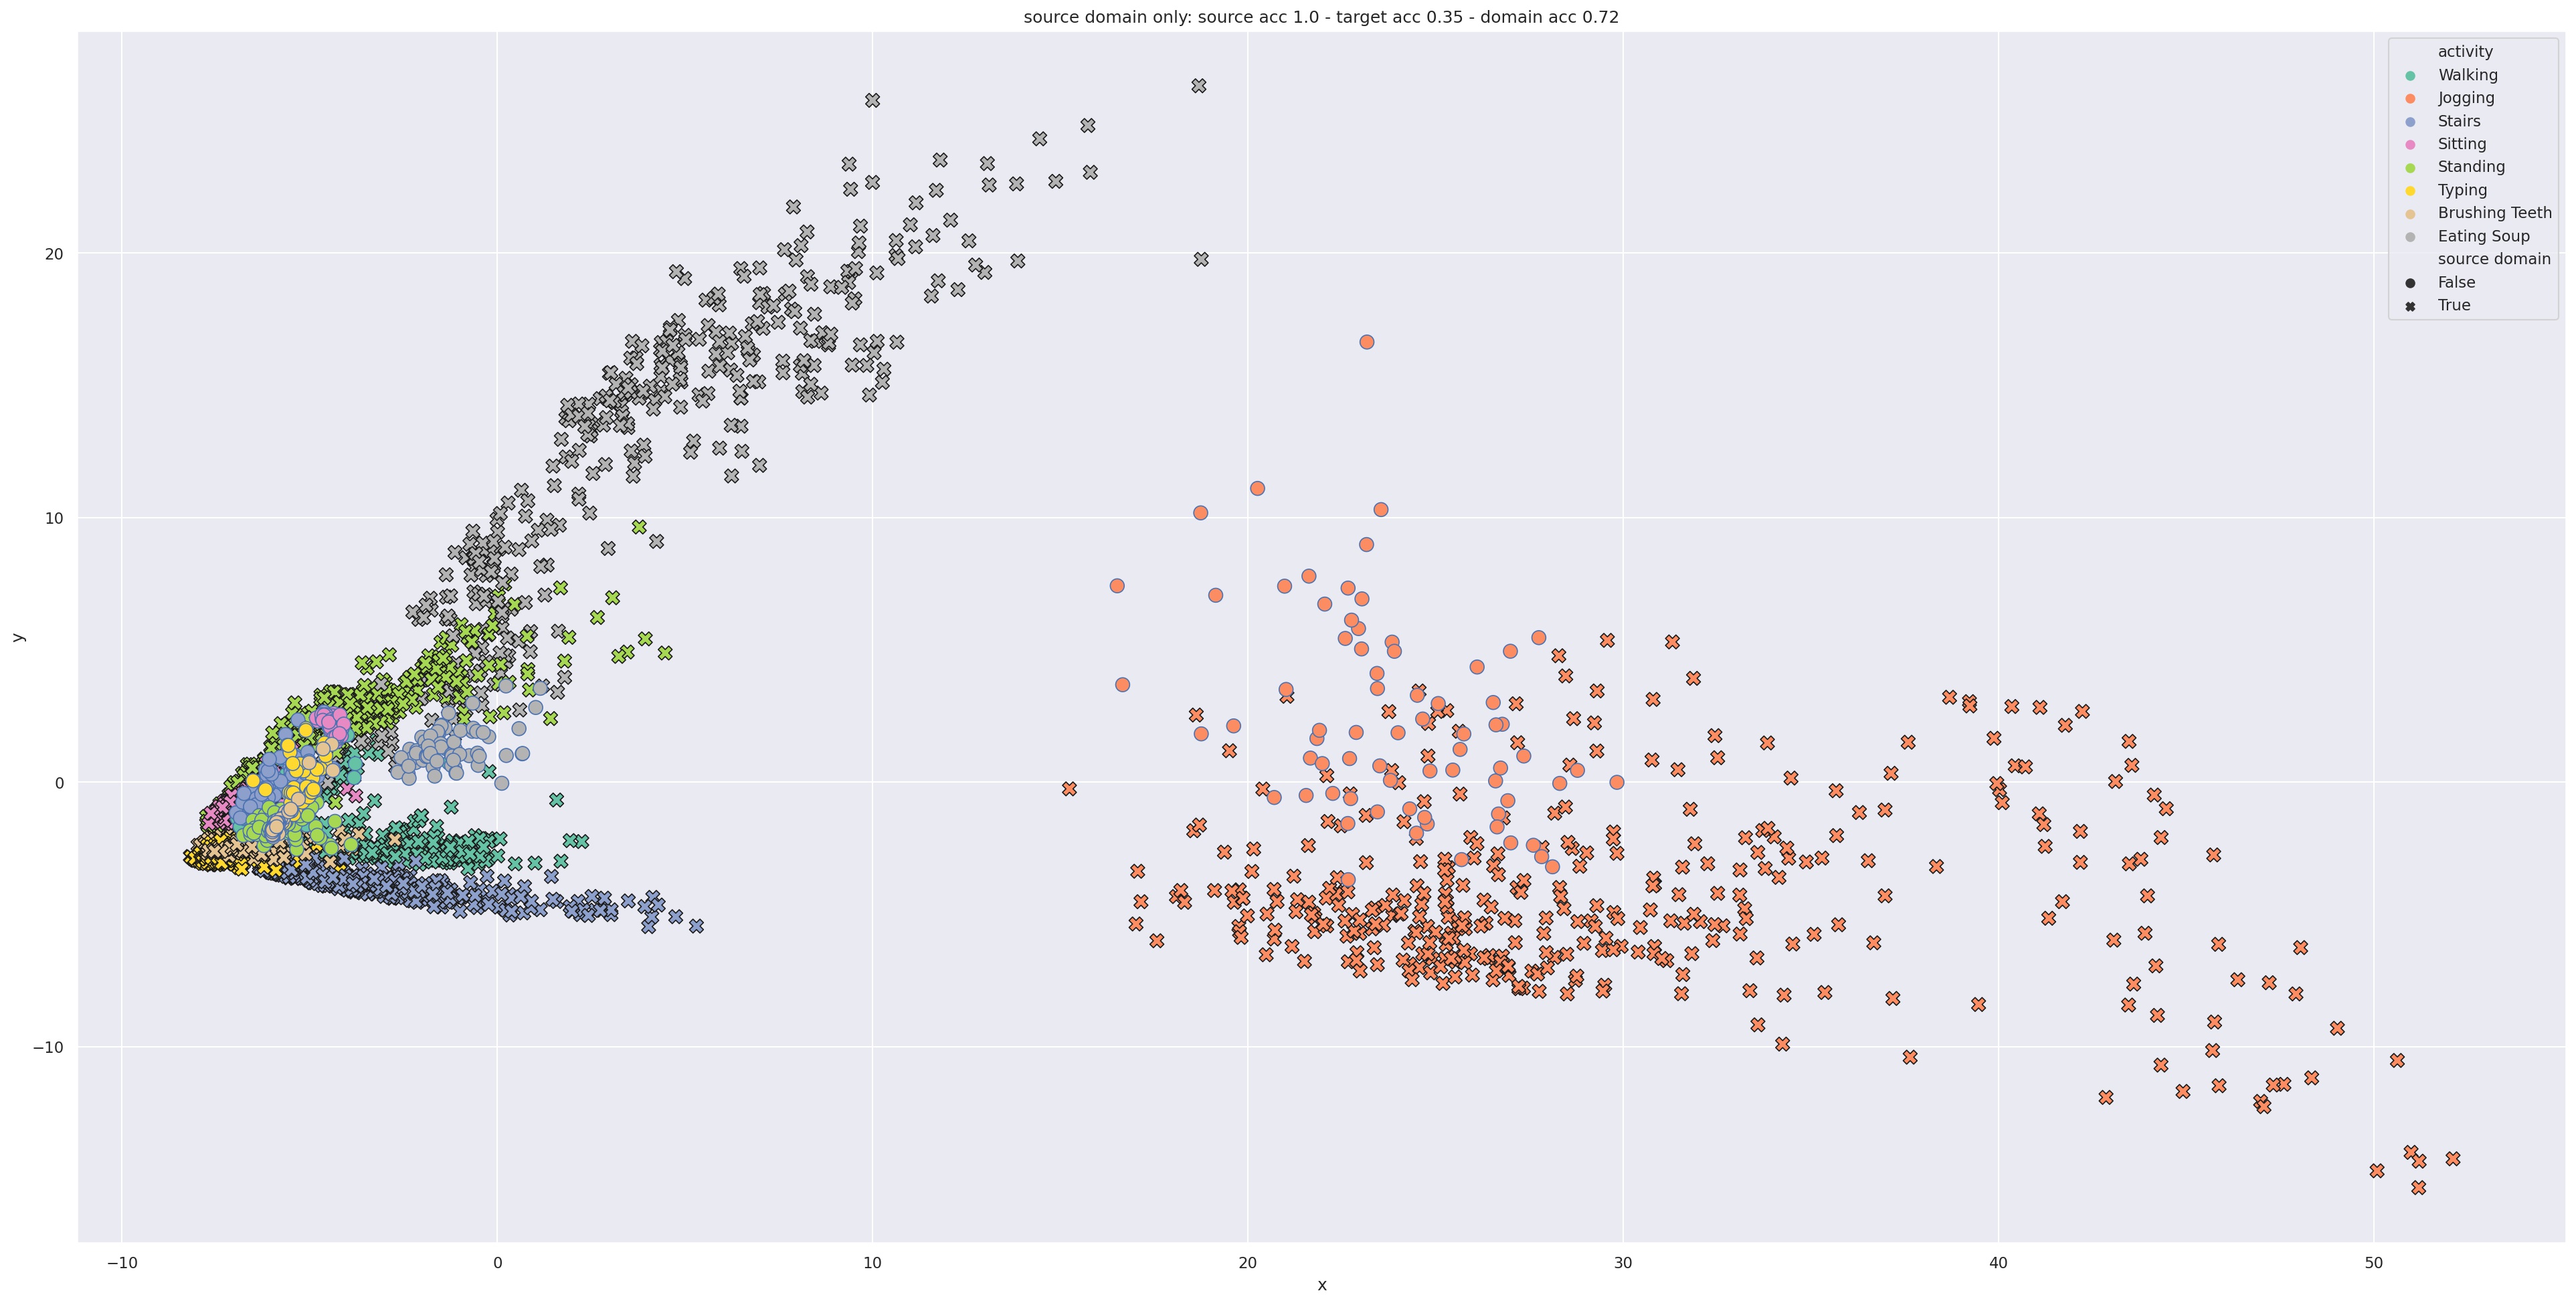 source domain only: source acc 1.0 - target acc 0.35 - domain acc 0.72
activity
Walking
Jogging
Stairs
Sitting
Standing
Typing
Brushing Teeth
Eating Soup
source domain
False
True
20
10
0
−10
y
−10 0 10 20 30 40 50
x